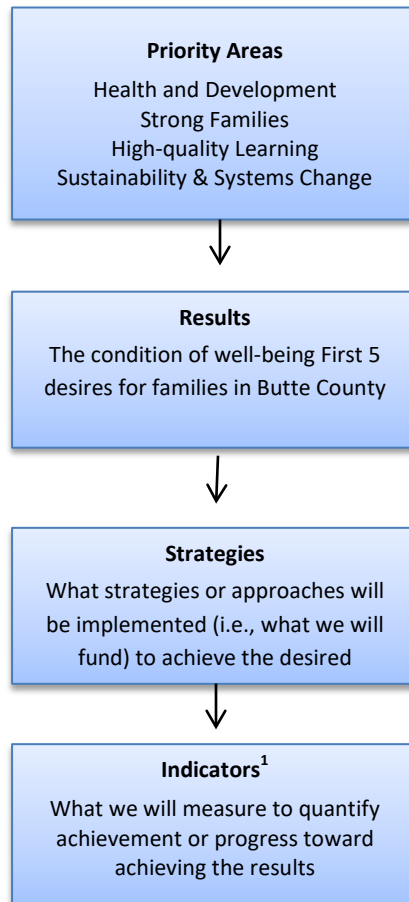 Priority Areas
Health and Development
Strong Families
High-quality Learning
Sustainability & Systems Change
Results
The condition of well-being First 5
desires for families in Butte County
Strategies
What strategies or approaches will
be implemented (i.e., what we will
fund) to achieve the desired
Indicators¹
What we will measure to quantify
achievement or progress toward
achieving the results